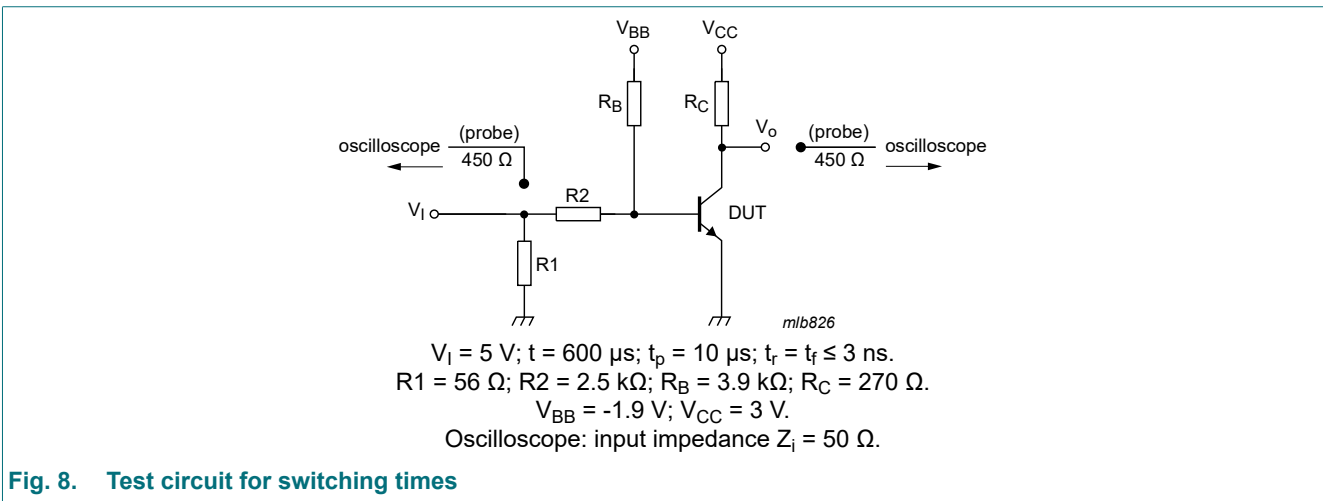 VBB
VCC
RB
RC
Vo
(probe)
oscilloscope
450 Ω
(probe)
oscilloscope
450 Ω
R2
VI
DUT
R1
mlb826
VI = 5 V; t = 600 μs; tp = 10 μs; tr = tf ≤ 3 ns.
R1 = 56 Ω; R2 = 2.5 kΩ; RB = 3.9 kΩ; RC = 270 Ω.
VBB = -1.9 V; VCC = 3 V.
Oscilloscope: input impedance Zi = 50 Ω.
Fig. 8. Test circuit for switching times